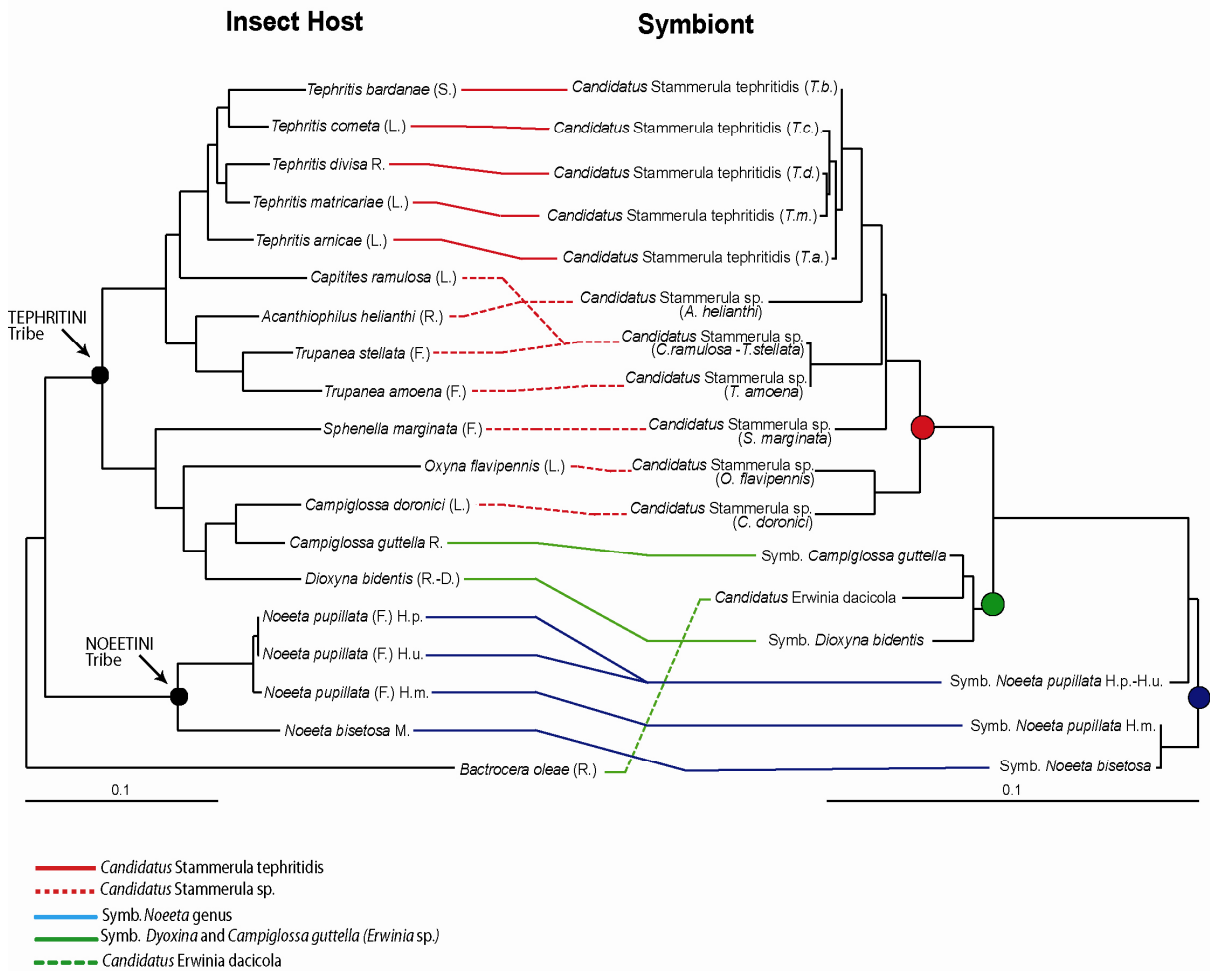 Insect Host
Symbiont
Tephritis bardanae (S.)
Candidatus Stammerula tephritidis (T.b.)
Tephritis cometa (L.)
Candidatus Stammerula tephritidis (T.c.)
Tephritis divisa R.
Candidatus Stammerula tephritidis (T.d.)
Tephritis matricariae (L.)
Candidatus Stammerula tephritidis (T.m.)
Tephritis arnicae (L.)
Candidatus Stammerula tephritidis (T.a.)
Capitites ramulosa (L.)
Candidatus Stammerula sp.
(A. helianthi)
Acanthiophilus helianthi (R.)
TEPHRITINI
Tribe
Candidatus Stammerula sp.
(C.ramulosa -T.stellata)
Trupanea stellata (F.)
Candidatus Stammerula sp.
(T. amoena)
Trupanea amoena (F.)
Sphenella marginata (F.)
Candidatus Stammerula sp.
(S. marginata)
Oxyna flavipennis (L.)
Candidatus Stammerula sp.
(O. flavipennis)
Campiglossa doronici (L.)
Candidatus Stammerula sp.
(C. doronici)
Campiglossa guttella R.
Symb. Campiglossa guttella
Dioxyna bidentis (R.-D.)
Candidatus Erwinia dacicola
Noeeta pupillata (F.) H.p.
Symb. Dioxyna bidentis
NOEETINI
Tribe
Noeeta pupillata (F.) H.u.
Symb. Noeeta pupillata H.p.-H.u.
Noeeta pupillata (F.) H.m.
Symb. Noeeta pupillata H.m.
Noeeta bisetosa M.
Symb. Noeeta bisetosa
Bactrocera oleae (R.)
0.1
0.1
Candidatus Stammerula tephritidis
Candidatus Stammerula sp.
Symb. Noeeta genus
Symb. Dyoxina and Campiglossa guttella (Erwinia sp.)
Candidatus Erwinia dacicola